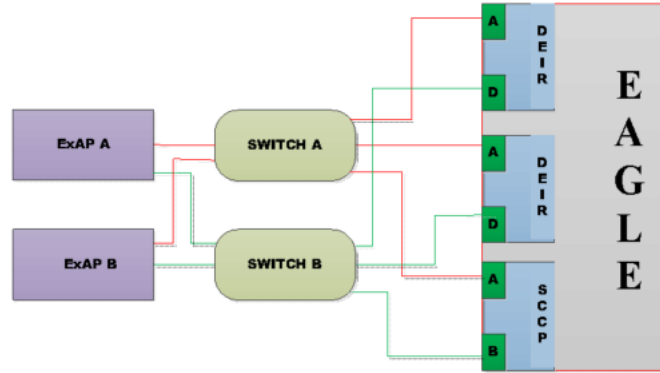 ExAP A
ExAP B
SWITCH A
SWITCH B
A
D
DEIR
A
D
DEIR
A
B
SCCP
EAGLE